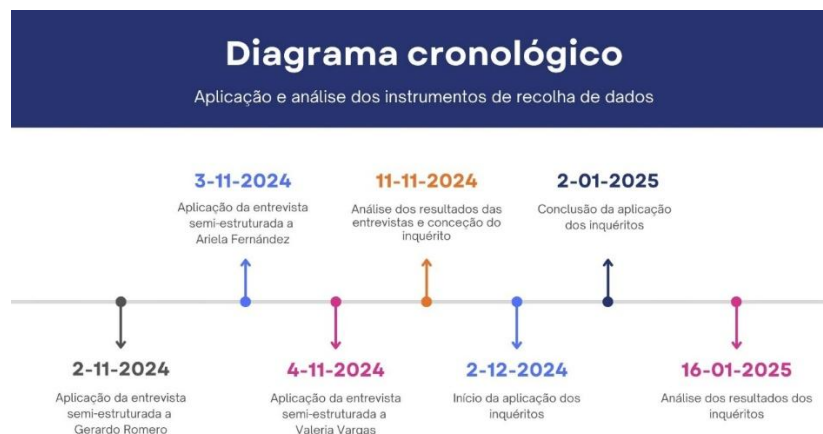 Diagrama cronológico
Aplicação e análise dos instrumentos de recolha de dados
3-11-2024
Aplicação da entrevista
semi-estruturada a
Ariela Fernández
11-11-2024
Análise dos resultados das
entrevistas e conceção do
inquérito
2-01-2025
Conclusão da aplicação
dos inquéritos
2-11-2024
Aplicação da entrevista
semi-estruturada a
Gerardo Romero
4-11-2024
Aplicação da entrevista
semi-estruturada a
Valeria Vargas
2-12-2024
Início da aplicação dos
inquéritos
16-01-2025
Análise dos resultados dos
inquéritos